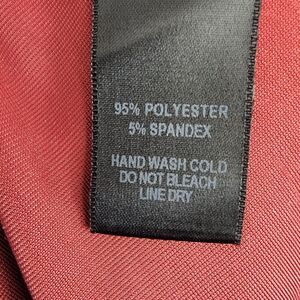 95% POLYESTER
5% SPANDEX
HAND WASH COLD
DO NOT BLEACH
LINE DRY